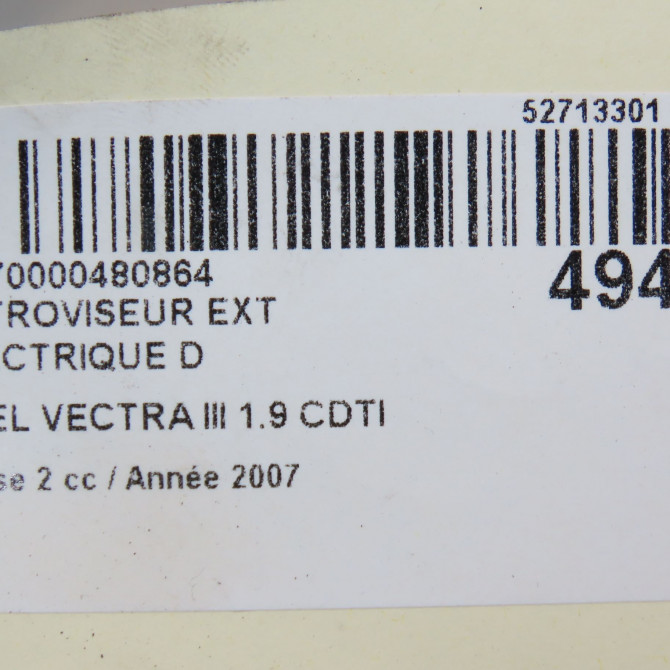 52713301
70000480864
494
TROVISEUR EXT
CTRIQUE D
EL VECTRA III 1.9 CDTI
se 2 cc / Année 2007